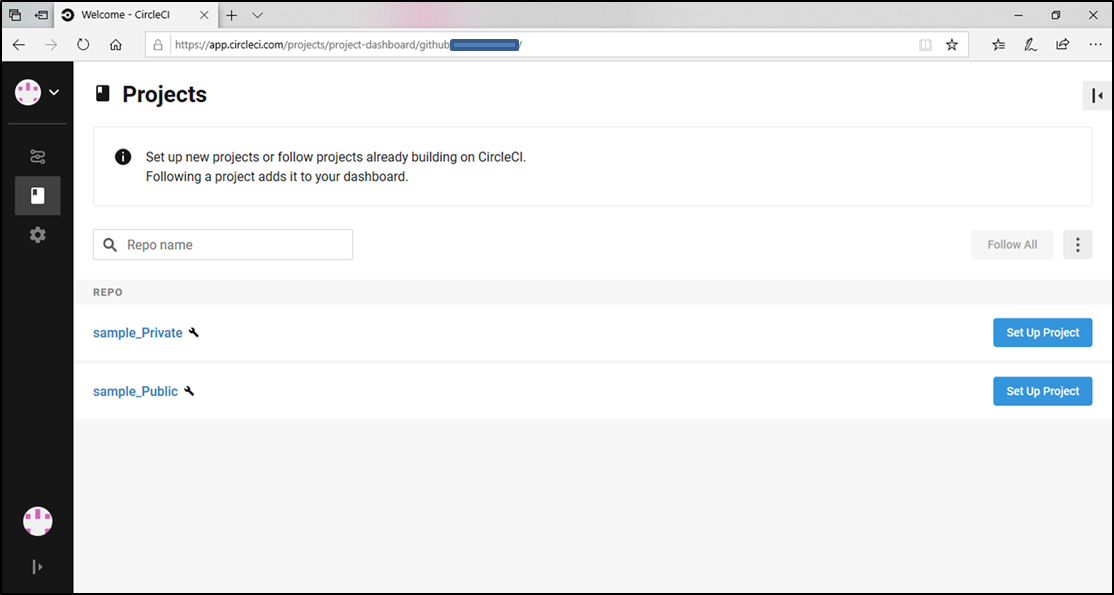 Welcome - CircleCI
https://app.circleci.com/projects/project-dashboard/github/
Projects
Set up new projects or follow projects already building on CircleCI.
Following a project adds it to your dashboard.
Repo name
Follow All
REPO
sample_Private
Set Up Project
sample_Public
Set Up Project